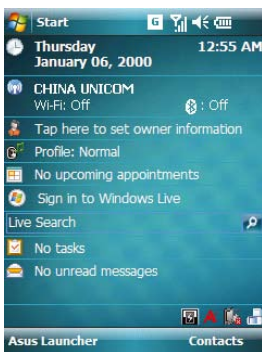 Start
G
Thursday 12:55 AM
January 06, 2000
CHINA UNICOM
Wi-Fi: Off : Off
Tap here to set owner information
Profile: Normal
No upcoming appointments
Sign in to Windows Live
Live Search
No tasks
No unread messages
Asus Launcher Contacts